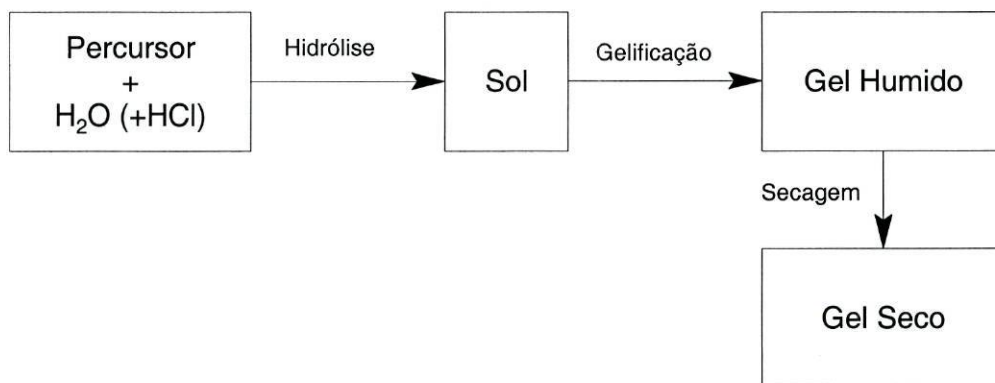 Percursor
+
H₂O (+HCl)
Hidrólise
Sol
Gelificação
Gel Humido
Secagem
Gel Seco